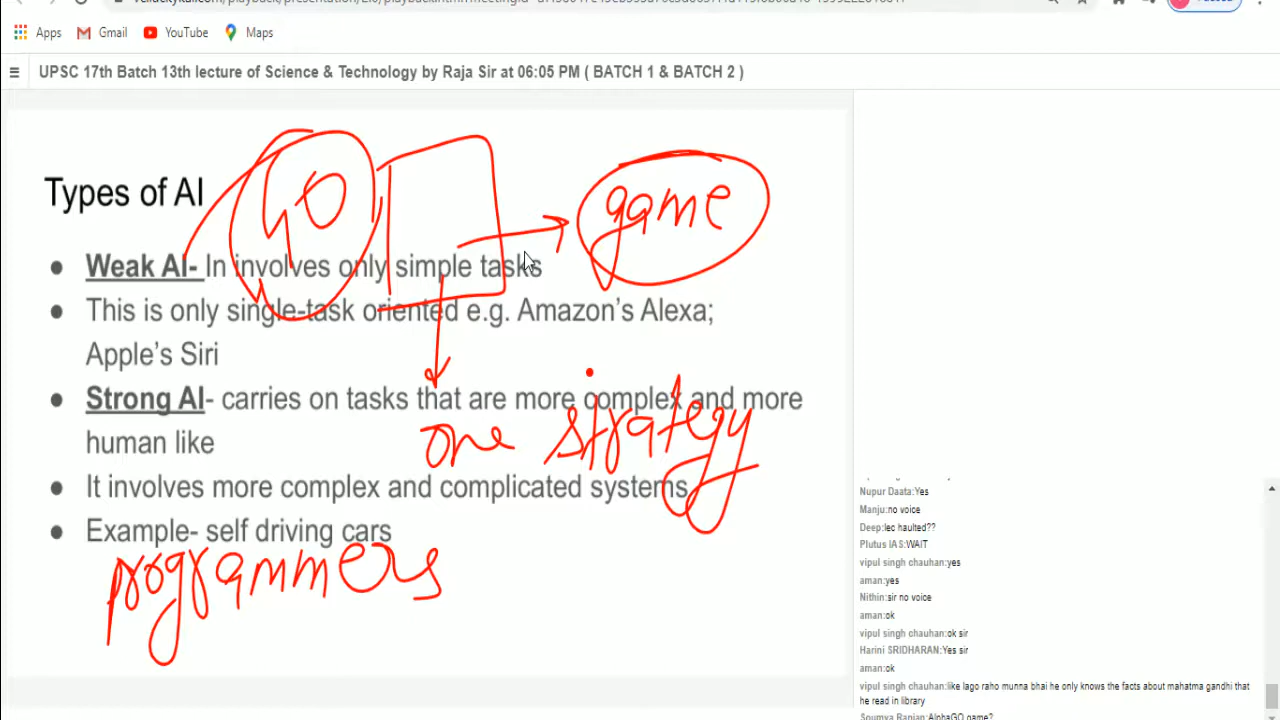 Apps Gmail YouTube Maps
UPSC 17th Batch 13th lecture of Science & Technology by Raja Sir at 06:05 PM ( BATCH 1 & BATCH 2 )
Types of AI
GO
game
Weak AI- In involves only simple tasks
This is only single-task oriented e.g. Amazon's Alexa;
Apple's Siri
Strong AI- carries on tasks that are more complex and more
human like
one strategy
It involves more complex and complicated systems
Example- self driving cars
programmers
Nupur Daata:Yes
Manju:no voice
Deep:lec haulted??
Plutus IAS:WAIT
vipul singh chauhan:yes
aman:yes
Nithin:sir no voice
aman:ok
vipul singh chauhan:ok sir
Harini SRIDHARAN:Yes sir
aman:ok
vipul singh chauhan:like lago raho munna bhai he only knows the facts about mahatma gandhi that
he read in library
Soumya Ranjan:AlphaGO game?